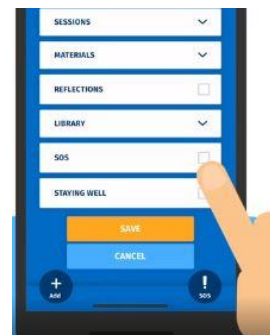 SESSIONS
MATERIALS
REFLECTIONS
LIBRARY
SOS
STAYING WELL
SAVE
CANCEL
+
Add
!
SOS